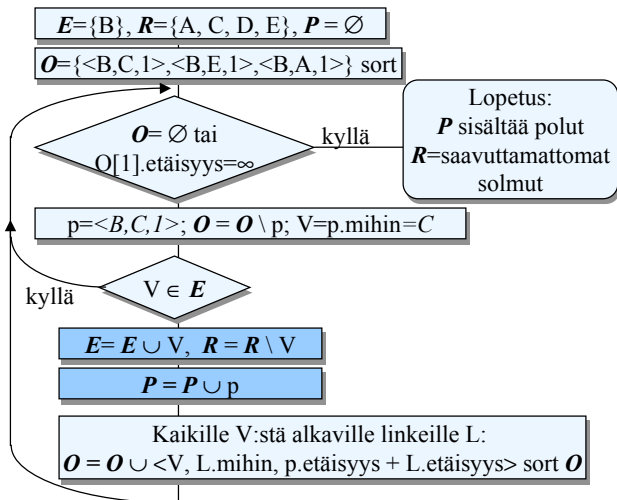 E={B}, R={A, C, D, E}, P = ∅
O={<B,C,1>,<B,E,1>,<B,A,1>} sort
O= ∅ tai
O[1].etäisyys=∞
kyllä
Lopetus:
P sisältää polut
R=saavuttamattomat
solmut
p=<B,C,1>; O = O \ p; V=p.mihin=C
V ∈ E
kyllä
E= E ∪ V, R = R \ V
P = P ∪ p
Kaikille V:stä alkaville linkeille L:
O = O ∪ <V, L.mihin, p.etäisyys + L.etäisyys> sort O